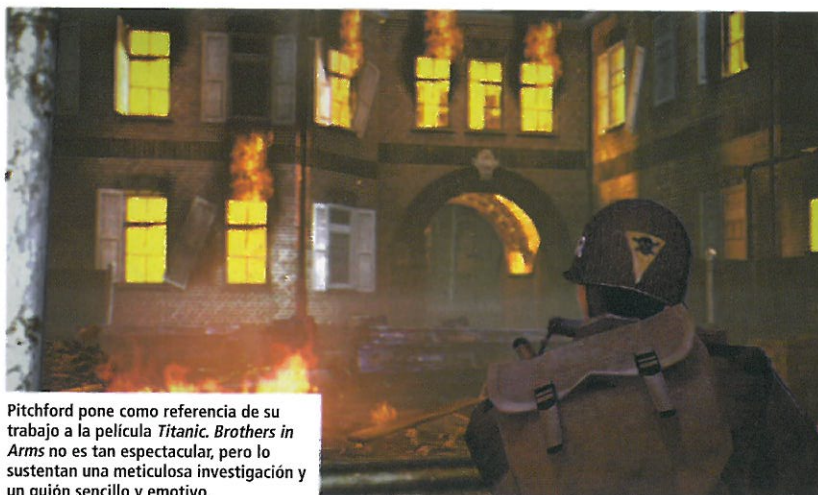 Pitchford pone como referencia de su
trabajo a la película Titanic. Brothers in
Arms no es tan espectacular, pero lo
sustentan una meticulosa investigación y
un guión sencillo y emotivo.